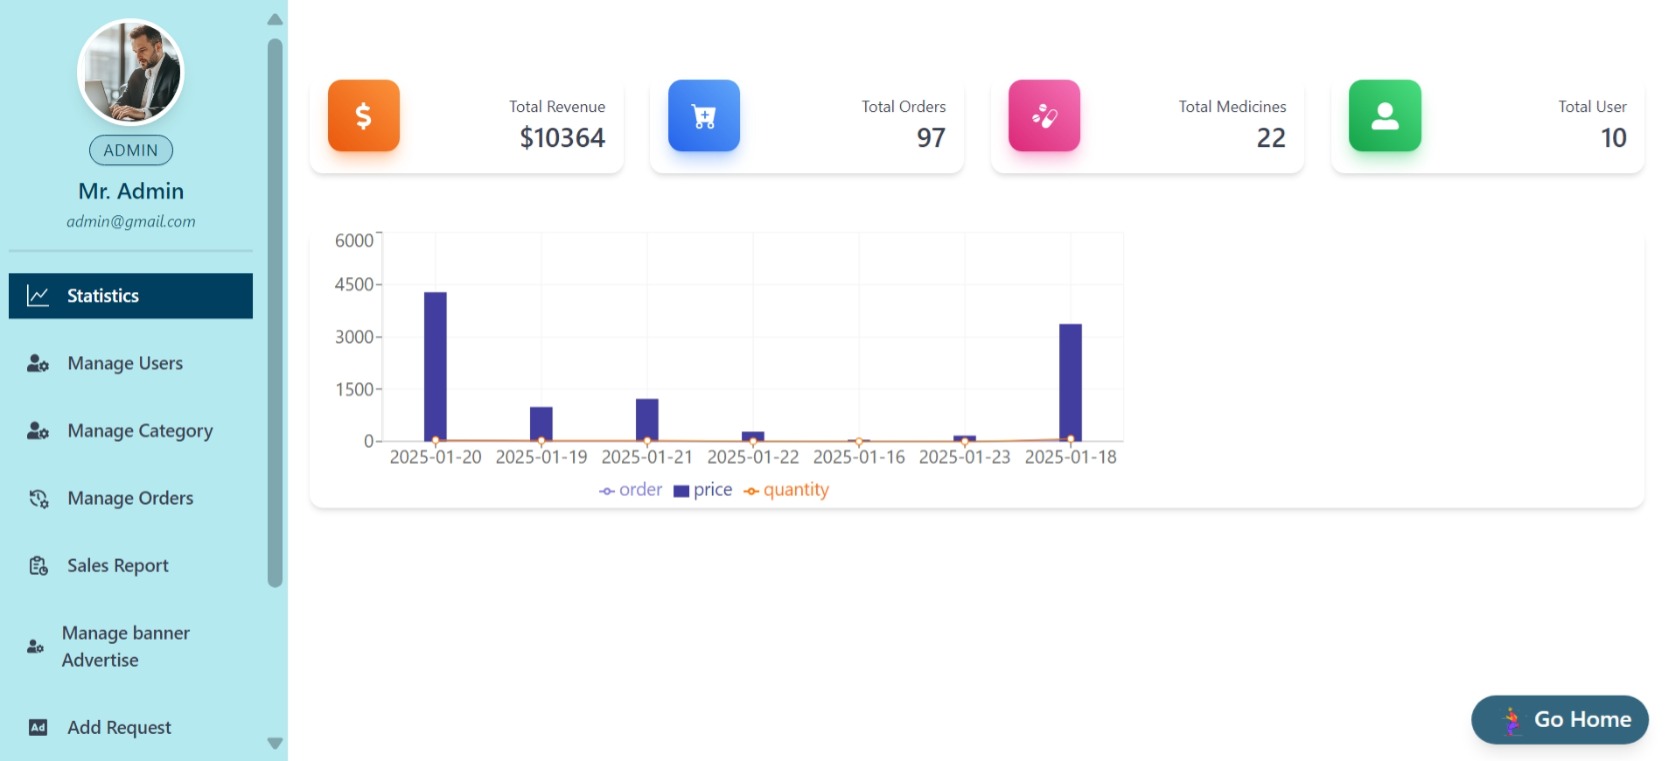 ADMIN
Mr. Admin
admin@gmail.com
Statistics
Manage Users
Manage Category
Manage Orders
Sales Report
Manage banner
Advertise
Ad Add Request
Total Revenue
$10364
Total Orders
97
Total Medicines
22
Total User
10
6000
4500
3000
1500
0
2025-01-20 2025-01-19 2025-01-21 2025-01-22 2025-01-16 2025-01-23 2025-01-18
order price quantity
Go Home